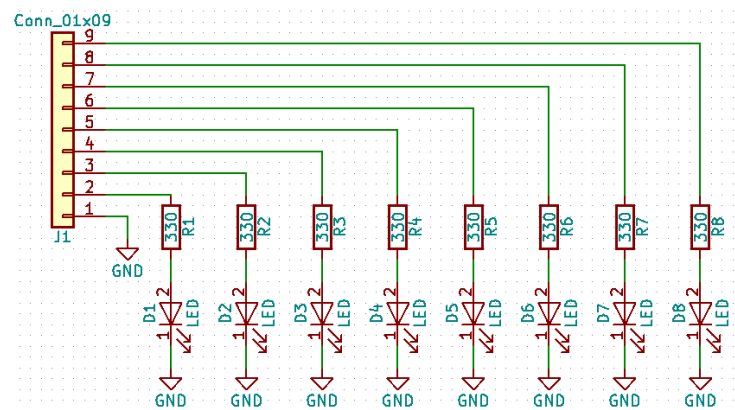 Conn_01x09
9
8
7
6
5
4
3
2
1
J1
GND
330 R1
330 R2
330 R3
330 R4
330 R5
330 R6
330 R7
330 R8
D1 2 1 LED
D2 2 1 LED
D3 2 1 LED
D4 2 1 LED
D5 2 1 LED
D6 2 1 LED
D7 2 1 LED
D8 2 1 LED
GND GND GND GND GND GND GND GND